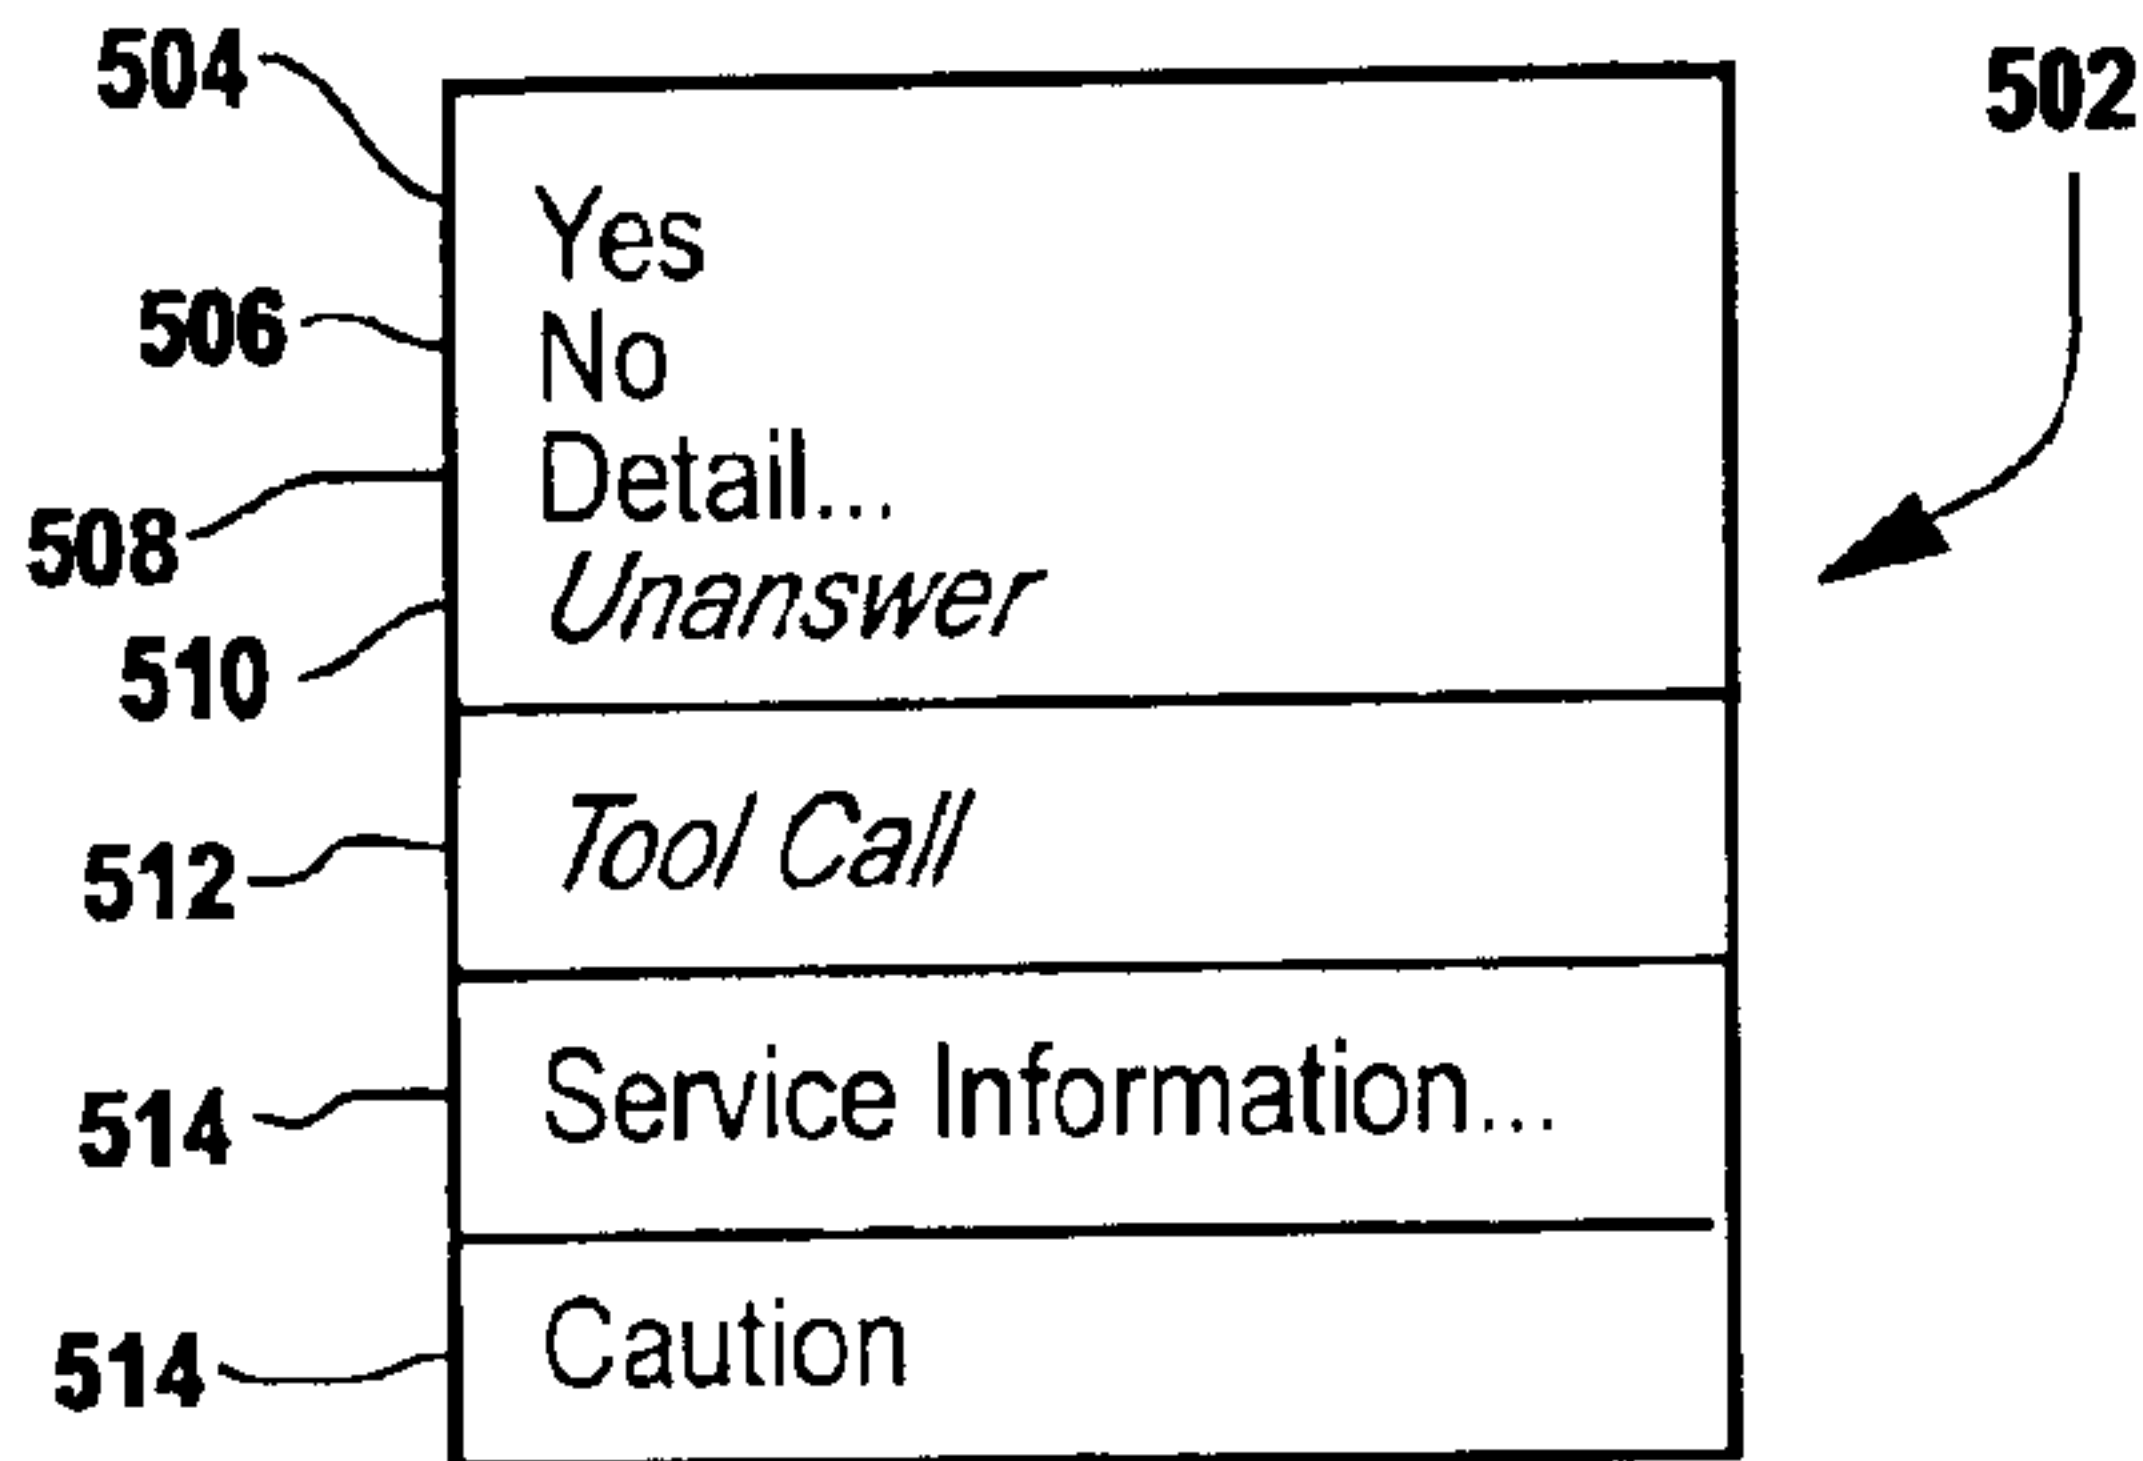 504
502
Yes
506
No
Detail...
508
Unanswer
510
Tool Call
512
Service Information...
514
Caution
514